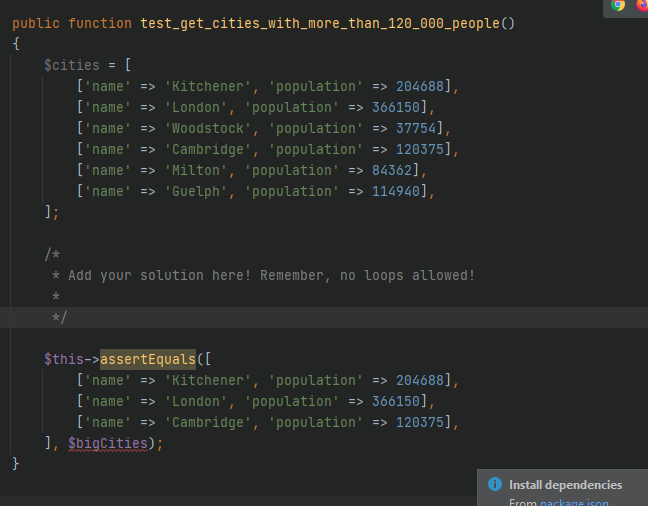 public function test_get_cities_with_more_than_120_000_people()
{
$cities = [
['name' => 'Kitchener', 'population' => 204688],
['name' => 'London', 'population' => 366150],
['name' => 'Woodstock', 'population' => 37754],
['name' => 'Cambridge', 'population' => 120375],
['name' => 'Milton', 'population' => 84362],
['name' => 'Guelph', 'population' => 114940],
];
/*
* Add your solution here! Remember, no loops allowed!
*
*/
$this->assertEquals([
['name' => 'Kitchener', 'population' => 204688],
['name' => 'London', 'population' => 366150],
['name' => 'Cambridge', 'population' => 120375],
], $bigCities);
}
Install dependencies
From package.json